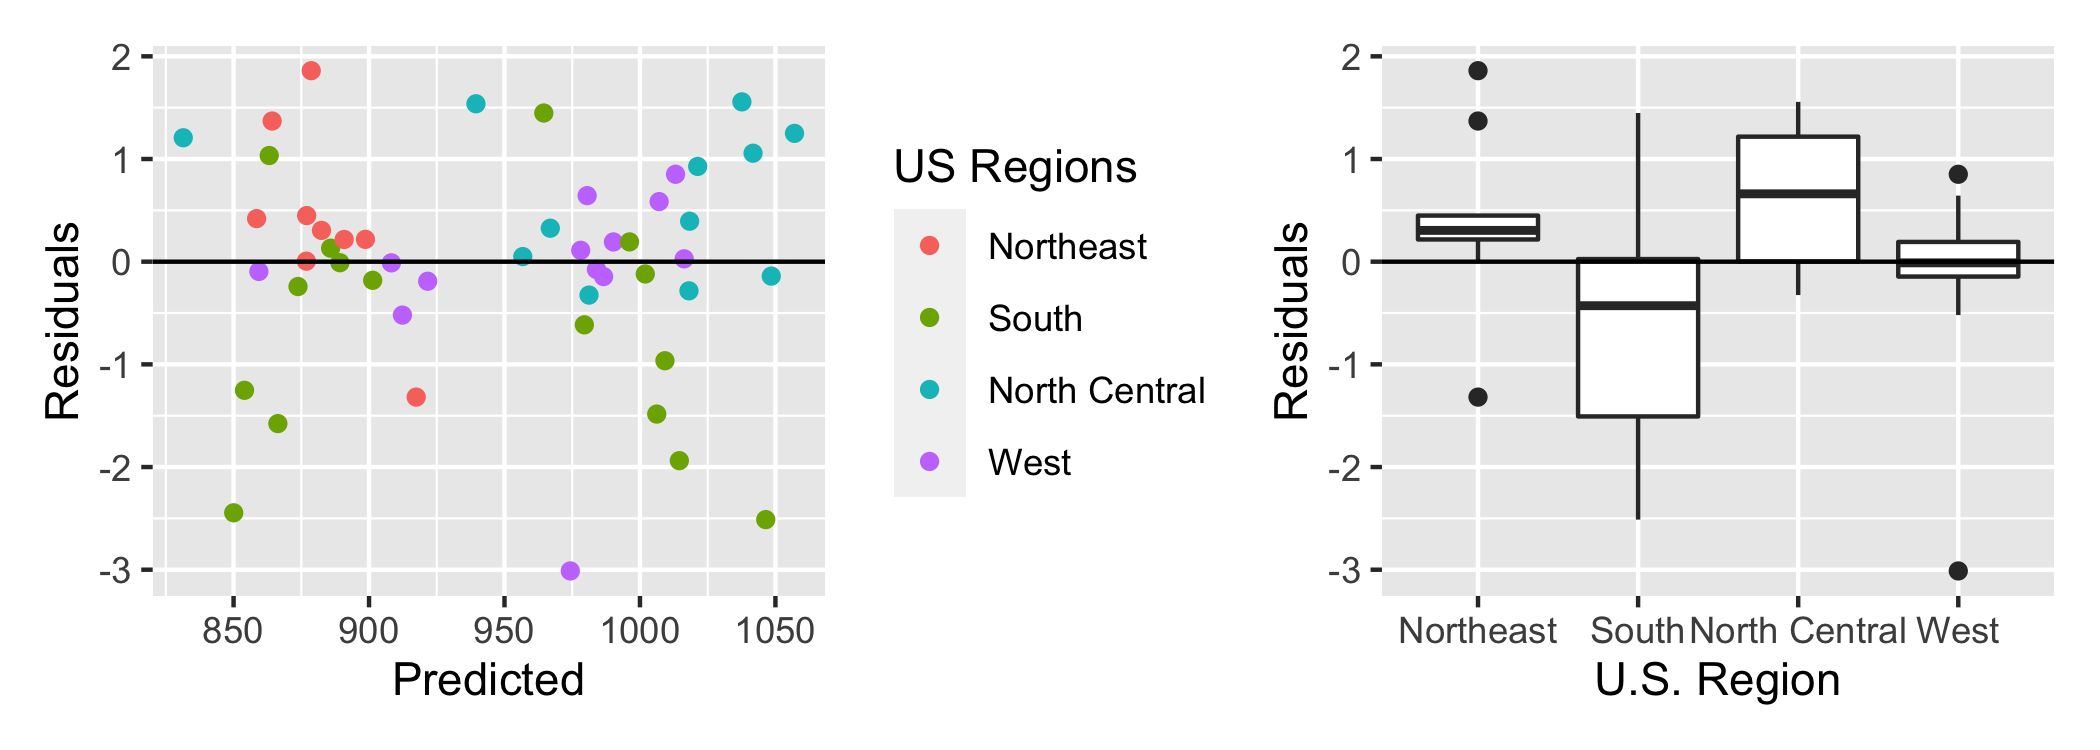 2
1
0
-1
-2
-3
Residuals
850 900 950 1000 1050
Predicted
US Regions
Northeast
South
North Central
West
2
1
0
-1
-2
-3
Residuals
Northeast South North Central West
U.S. Region